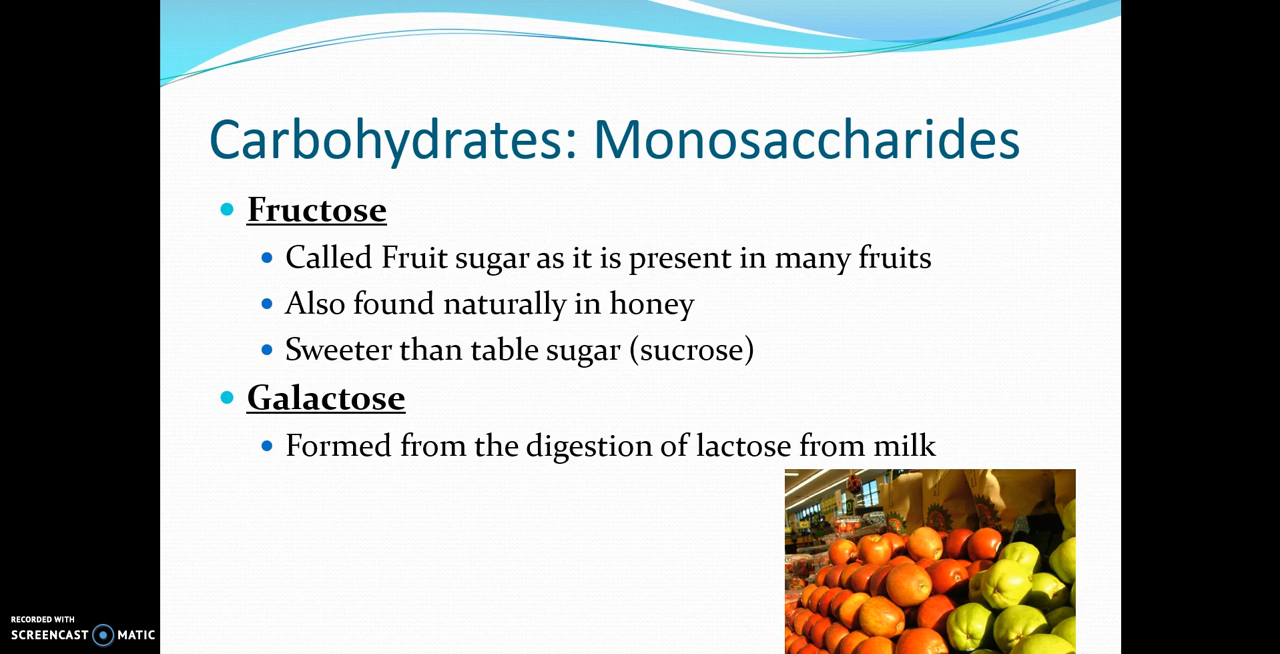 Carbohydrates: Monosaccharides
Fructose
Called Fruit sugar as it is present in many fruits
Also found naturally in honey
Sweeter than table sugar (sucrose)
Galactose
Formed from the digestion of lactose from milk
RECORDED WITH
SCREENCAST MATIC